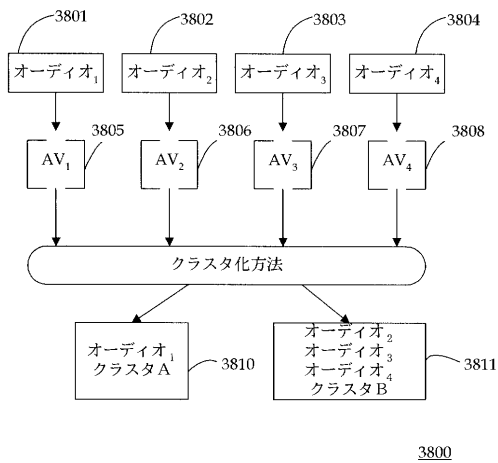 3801
3802
3803
3804
オーディオ₁
オーディオ₂
オーディオ₃
オーディオ₄
3805
3806
3807
3808
AV₁
AV₂
AV₃
AV₄
クラスタ化方法
オーディオ₁
クラスタA
3810
オーディオ₂
オーディオ₃
オーディオ₄
クラスタB
3811
3800